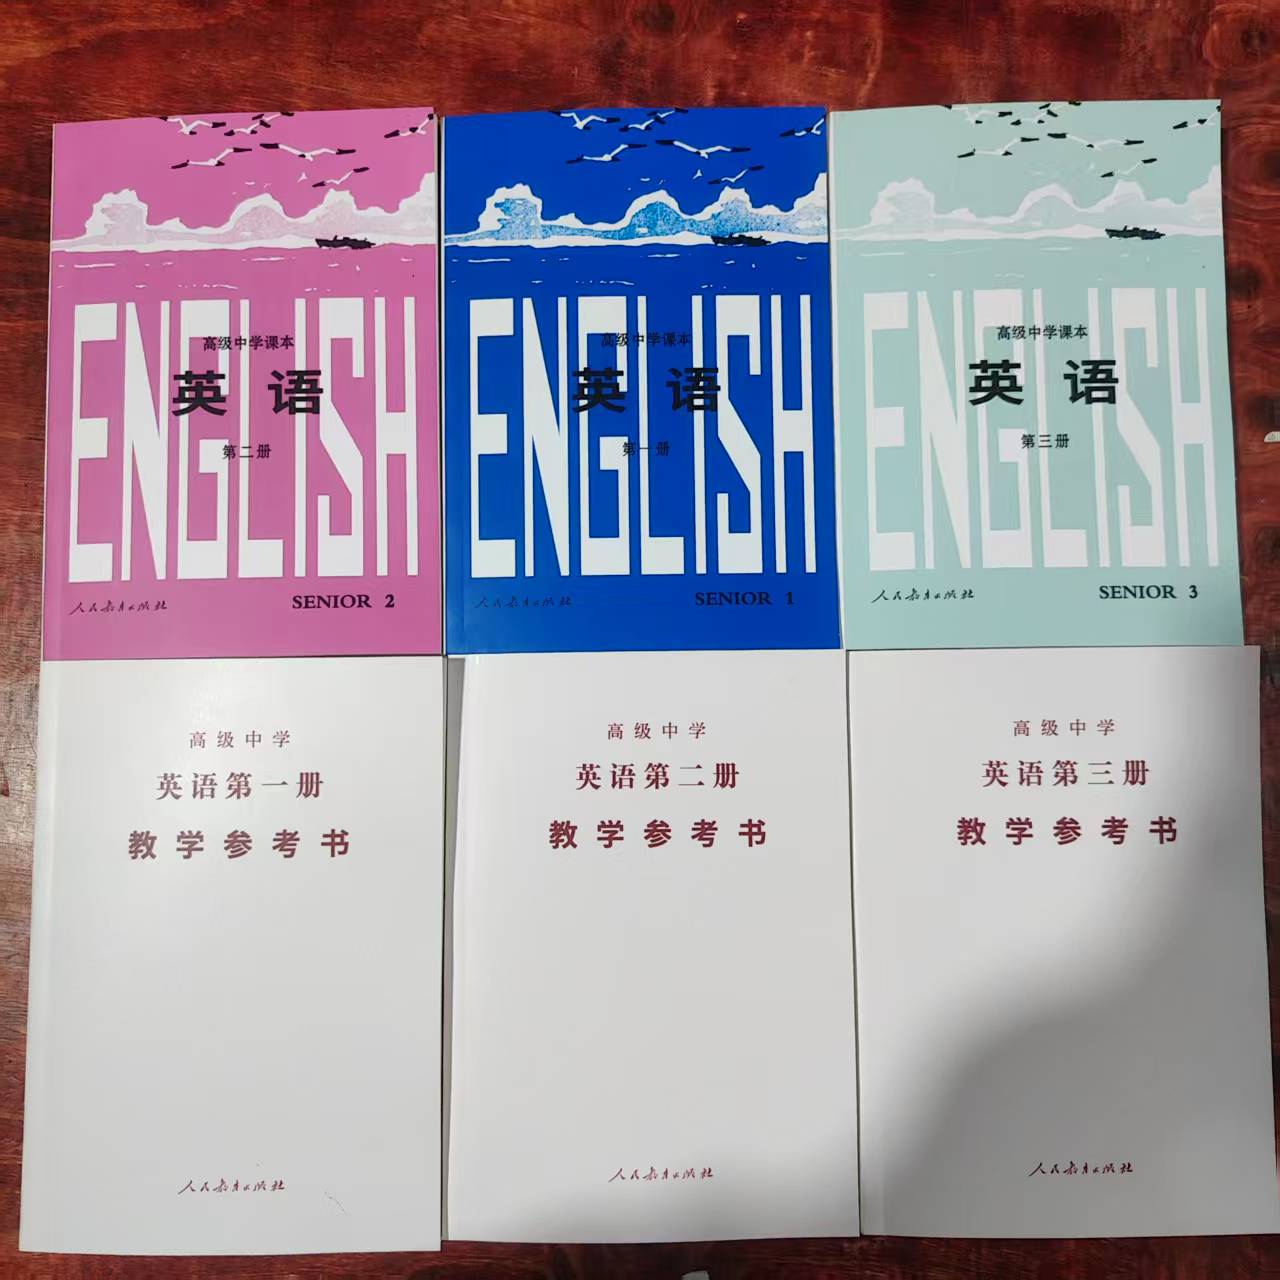 ENGLISH
高级中学课本
英语
第二册
人民教育出版社
SENIOR 2
ENGLISH
高级中学课本
英语
第一册
人民教育出版社
SENIOR 1
ENGLISH
高级中学课本
英语
第三册
人民教育出版社
SENIOR 3
高级中学
英语第一册
教学参考书
人民教育出版社
高级中学
英语第二册
教学参考书
人民教育出版社
高级中学
英语第三册
教学参考书
人民教育出版社